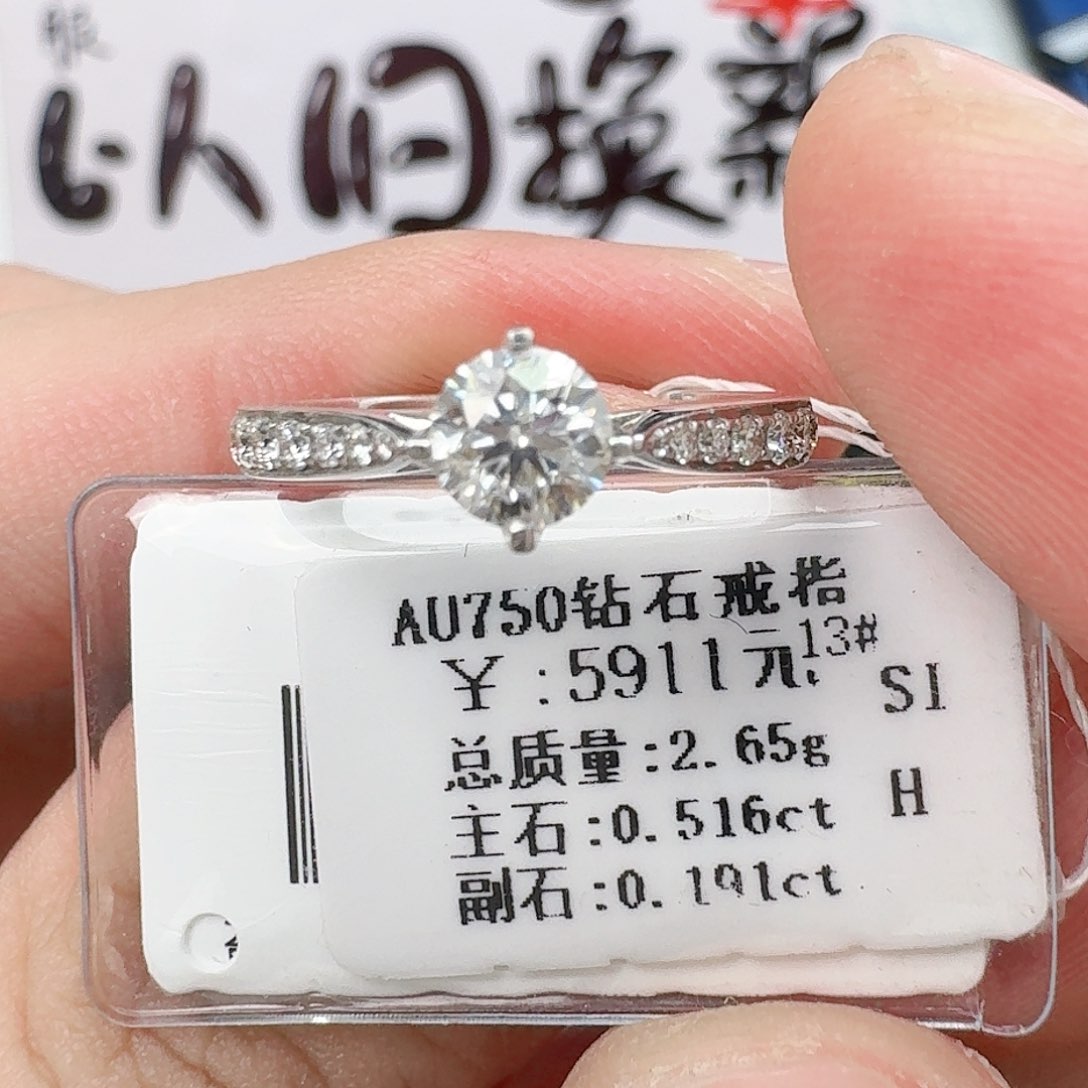 以旧换新
AU750钻石戒指
¥:5911元 13#
SI
总质量:2.65g
H
主石:0.516ct
副石:0.191ct